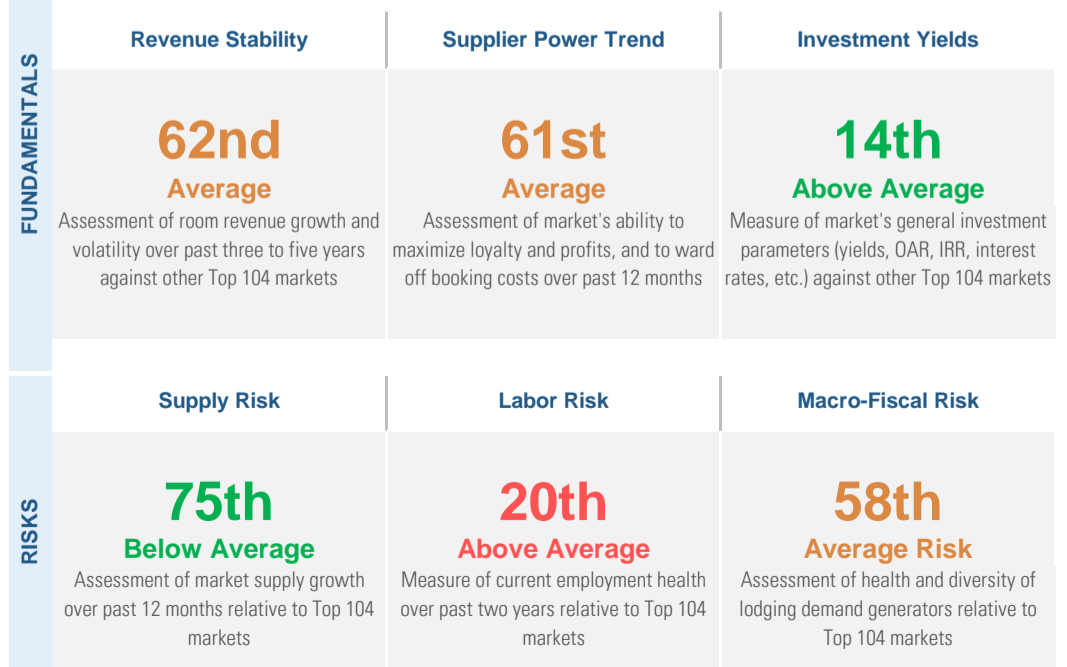 FUNDAMENTALS
Revenue Stability
62nd
Average
Assessment of room revenue growth and
volatility over past three to five years
against other Top 104 markets
Supplier Power Trend
61st
Average
Assessment of market's ability to
maximize loyalty and profits, and to ward
off booking costs over past 12 months
Investment Yields
14th
Above Average
Measure of market's general investment
parameters (yields, OAR, IRR, interest
rates, etc.) against other Top 104 markets
RISKS
Supply Risk
75th
Below Average
Assessment of market supply growth
over past 12 months relative to Top 104
markets
Labor Risk
20th
Above Average
Measure of current employment health
over past two years relative to Top 104
markets
Macro-Fiscal Risk
58th
Average Risk
Assessment of health and diversity of
lodging demand generators relative to
Top 104 markets